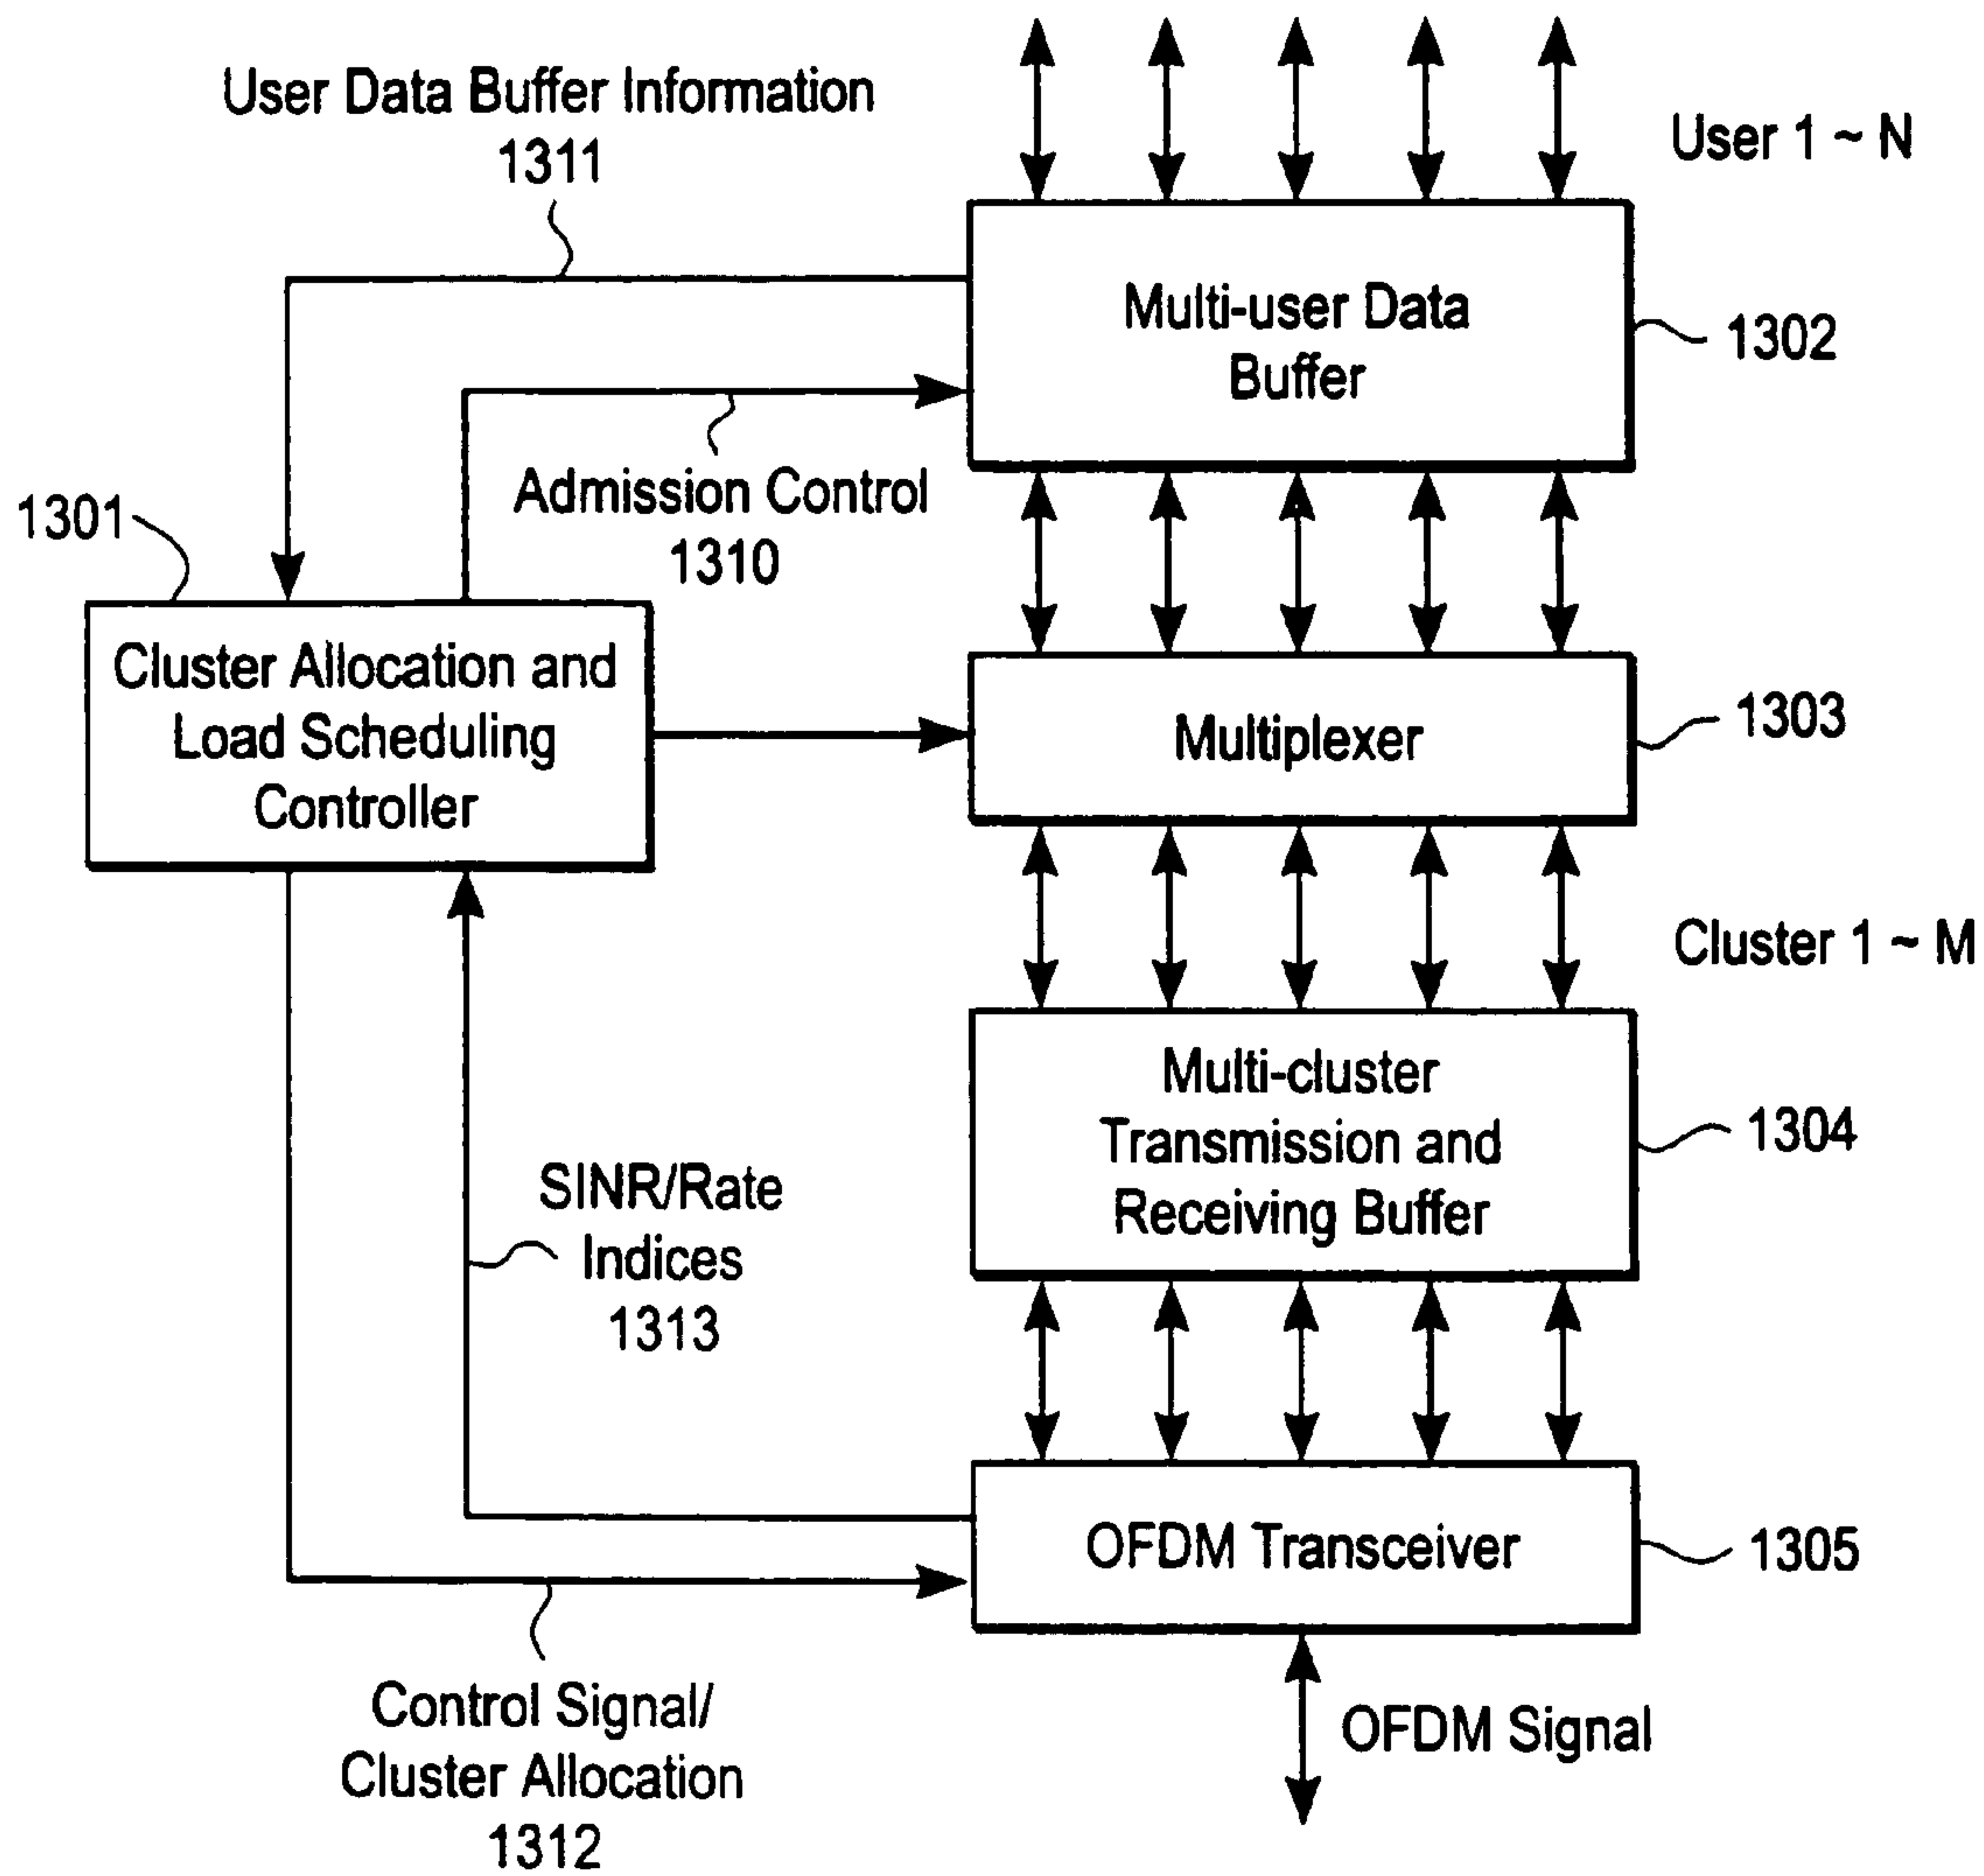 User Data Buffer Information
1311
User 1 ~ N
Multi-user Data
Buffer
1302
Admission Control
1310
1301
Cluster Allocation and
Load Scheduling
Controller
Multiplexer
1303
Cluster 1 ~ M
Multi-cluster
Transmission and
Receiving Buffer
1304
SINR/Rate
Indices
1313
OFDM Transceiver
1305
Control Signal/
Cluster Allocation
1312
OFDM Signal